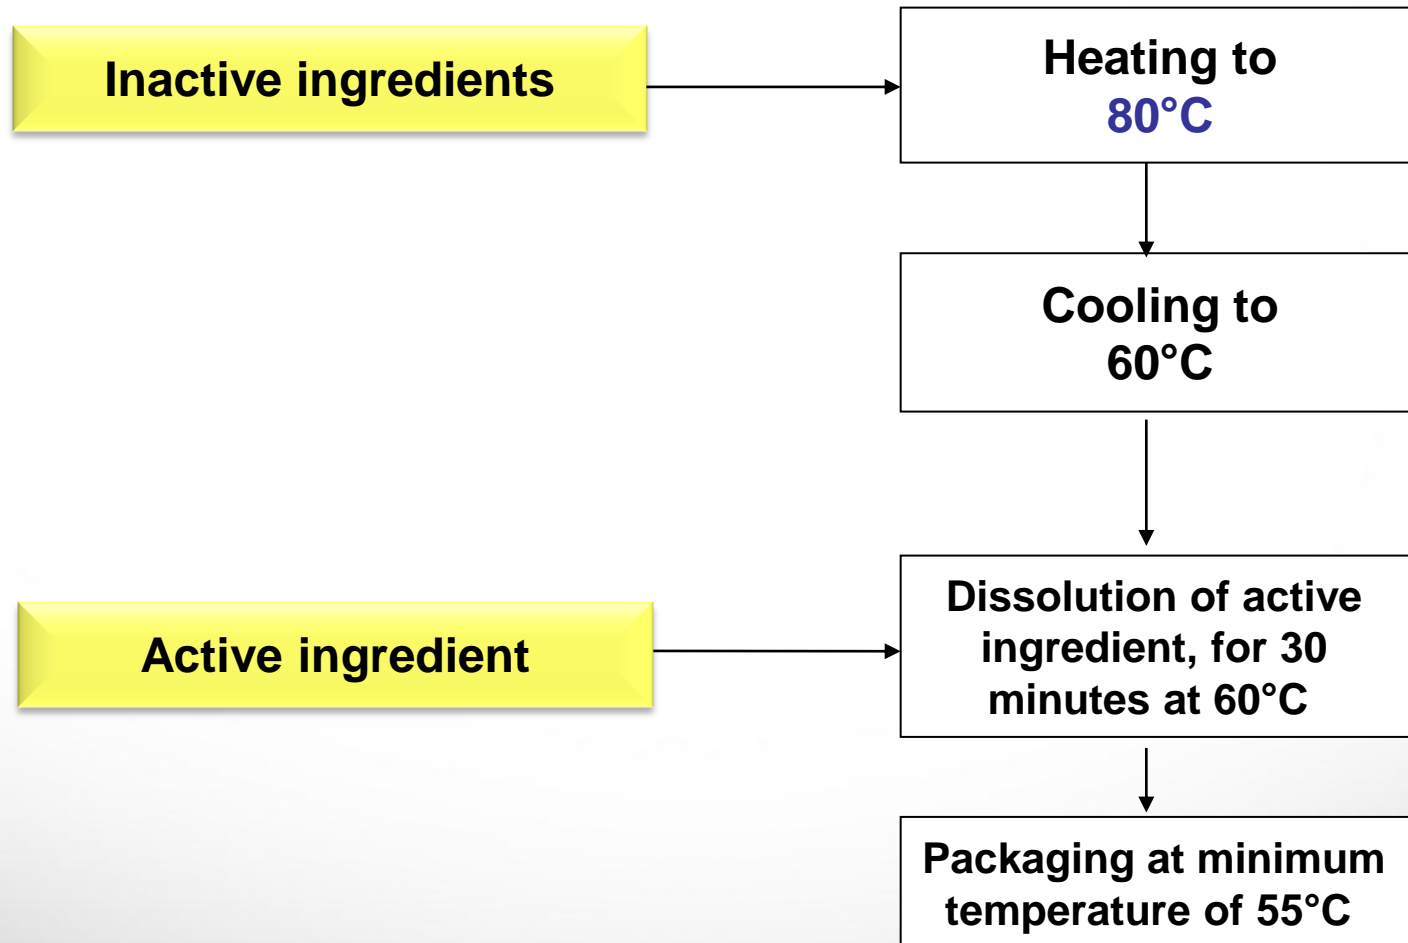 Inactive ingredients
Heating to
80°C
Cooling to
60°C
Active ingredient
Dissolution of active
ingredient, for 30
minutes at 60°C
Packaging at minimum
temperature of 55°C